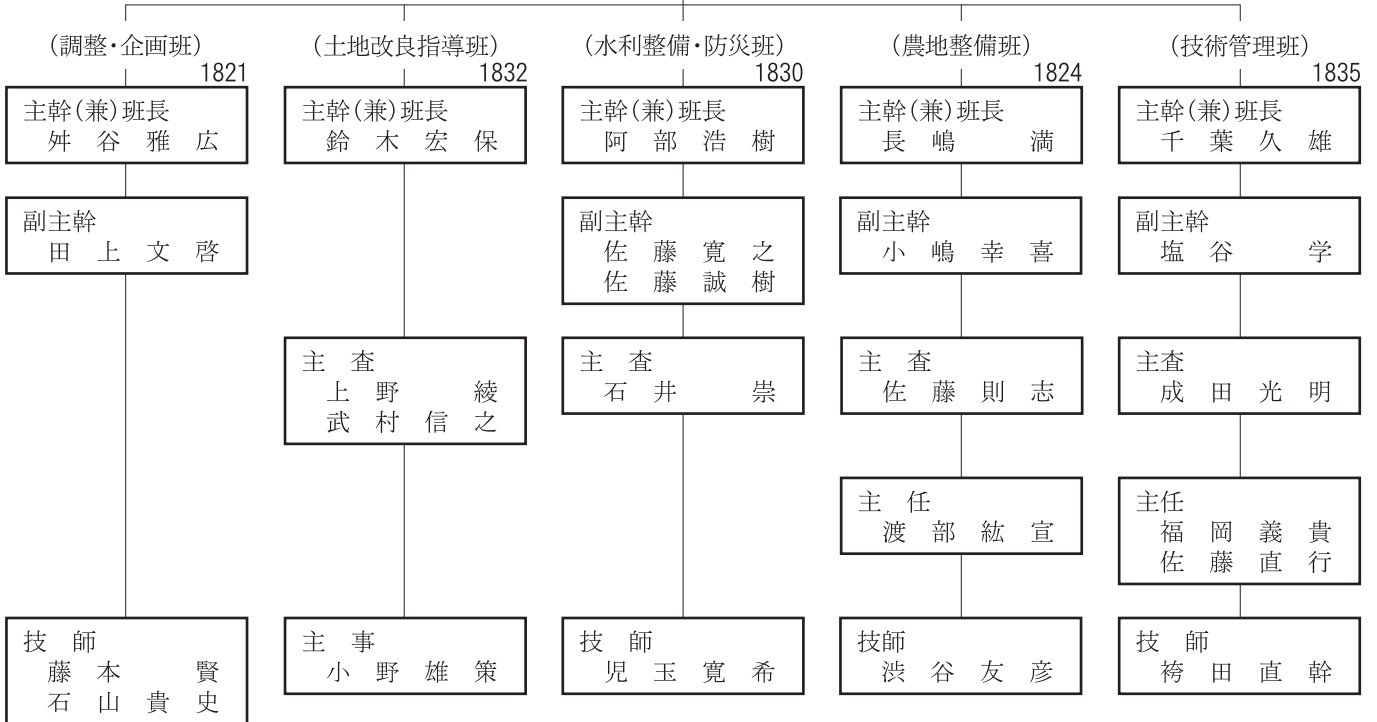 (調整・企画班)
1821
主幹(兼)班長
舛谷雅広
副主幹
田上文啓
技師
藤本賢
石山貴史
(土地改良指導班)
1832
主幹(兼)班長
鈴木宏保
主査
上野綾
武村信之
主事
小野雄策
(水利整備・防災班)
1830
主幹(兼)班長
阿部浩樹
副主幹
佐藤寛之
佐藤誠樹
主査
石井崇
技師
児玉寛希
(農地整備班)
1824
主幹(兼)班長
長嶋満
副主幹
小嶋幸喜
主査
佐藤則志
主任
渡部紘宣
技師
渋谷友彦
(技術管理班)
1835
主幹(兼)班長
千葉久雄
副主幹
塩谷学
主査
成田光明
主任
福岡義貴
佐藤直行
技師
袴田直幹